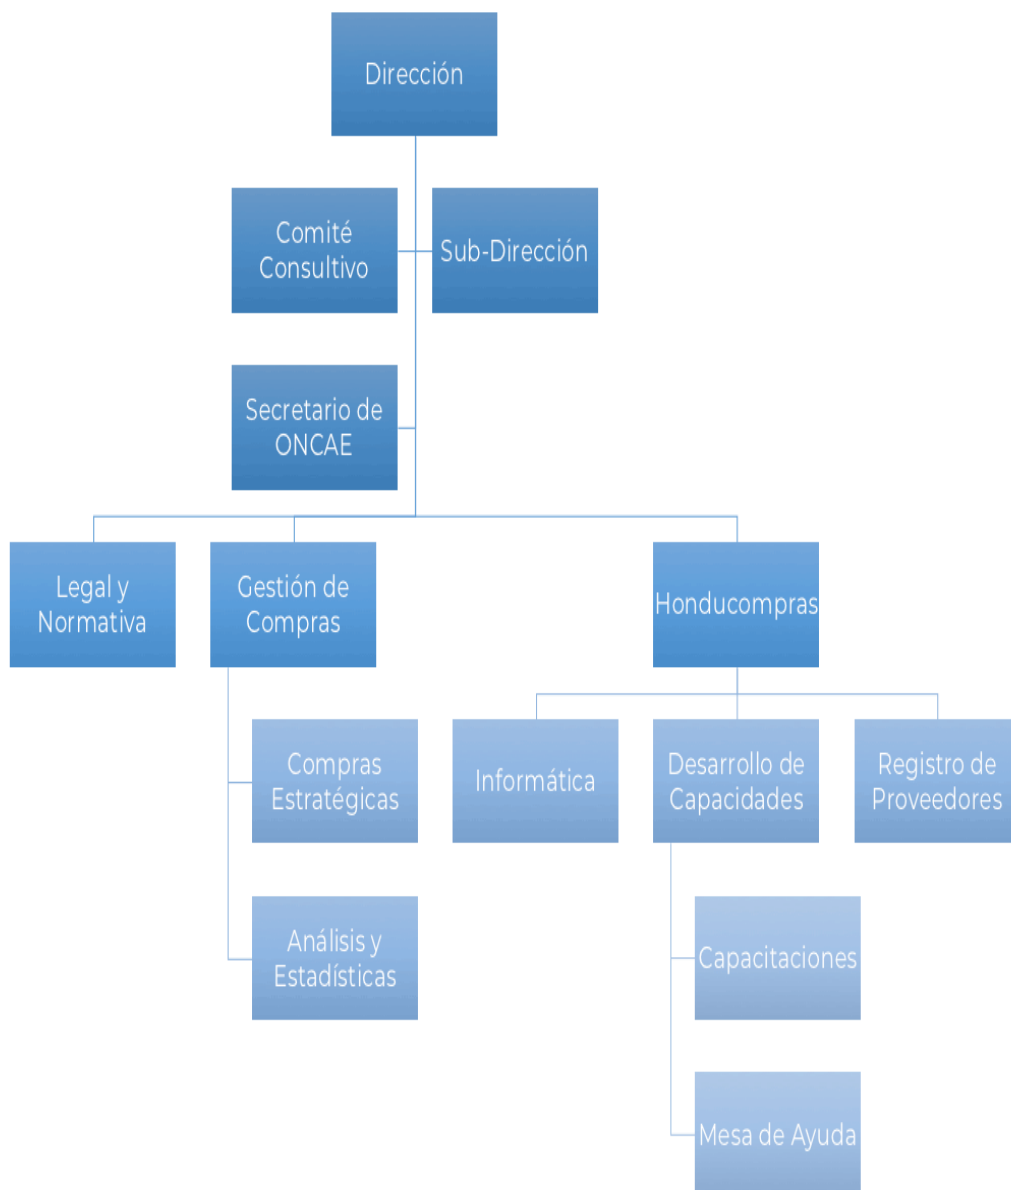 Dirección
Comité
Consultivo
Sub-Dirección
Secretario de
ONCAE
Legal y
Normativa
Gestión de
Compras
Honducompras
Compras
Estratégicas
Informática
Desarrollo de
Capacidades
Registro de
Proveedores
Análisis y
Estadísticas
Capacitaciones
Mesa de Ayuda